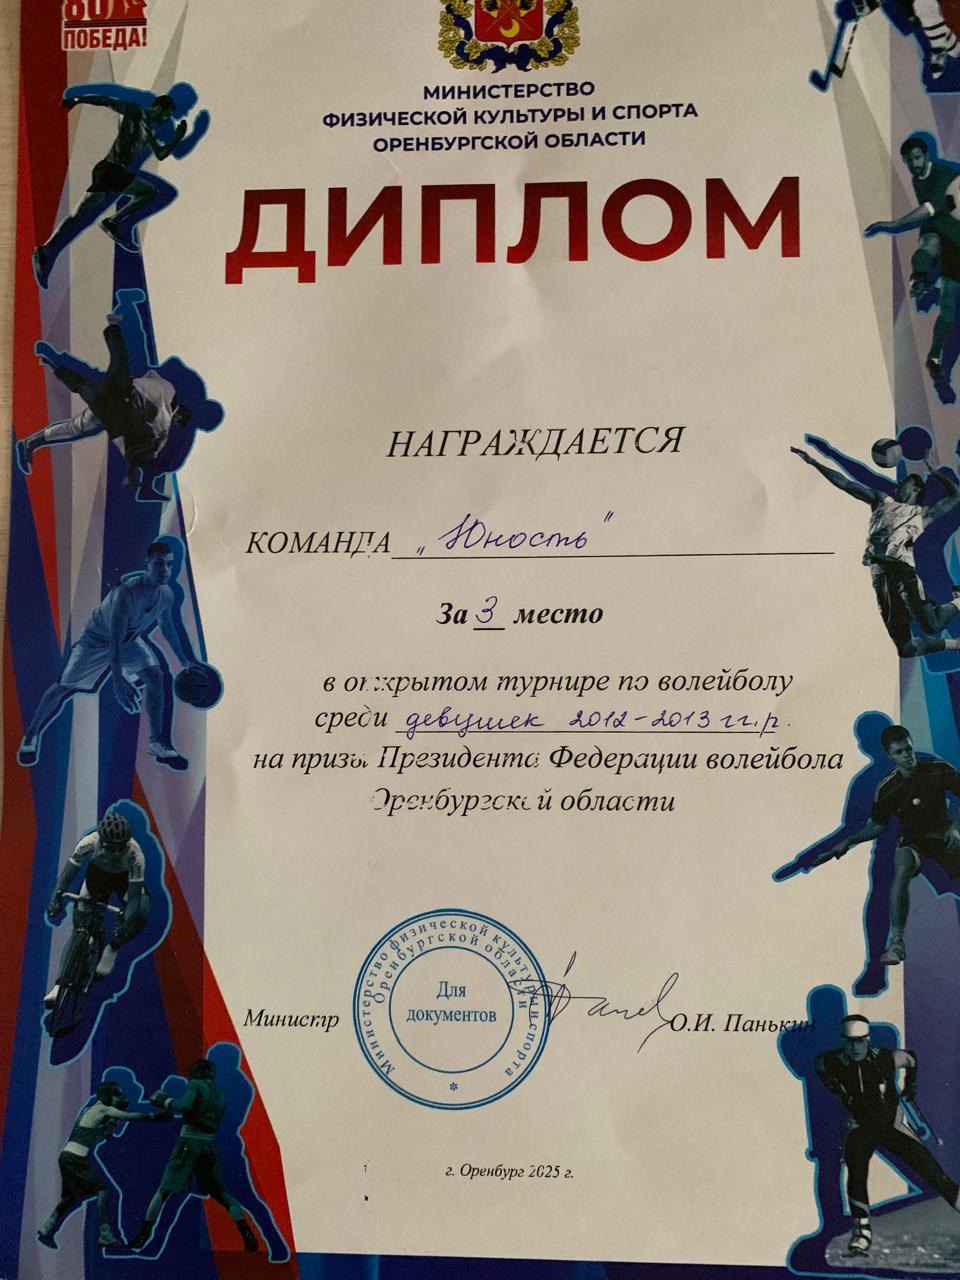 80
ПОБЕДА!
МИНИСТЕРСТВО
ФИЗИЧЕСКОЙ КУЛЬТУРЫ И СПОРТА
ОРЕНБУРГСКОЙ ОБЛАСТИ
ДИПЛОМ
НАГРАЖДАЕТСЯ
КОМАНДА „Юность"
За 3 место
в открытом турнире по волейболу
среди девушек 2012-2013 гг.р.
на призы Президента Федерации волейбола
Оренбургской области
Министр
Министерство физической культуры и спорта
Оренбургской области
Для
документов
О.И. Панькин
г. Оренбург 2025 г.